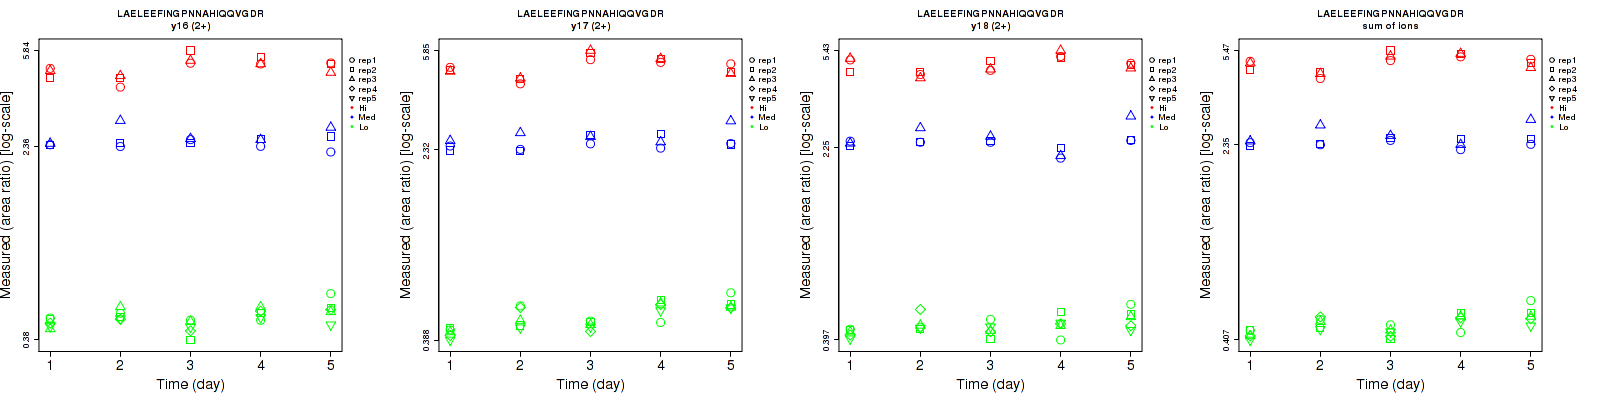 LAELEEFINGPNNAHIQQVGDR
y16 (2+)
5.84
2.38
0.38
Measured (area ratio) [log-scale]
1 2 3 4 5
Time (day)
rep1
rep2
rep3
rep4
rep5
Hi
Med
Lo
LAELEEFINGPNNAHIQQVGDR
y17 (2+)
5.85
2.32
0.388
Measured (area ratio) [log-scale]
1 2 3 4 5
Time (day)
rep1
rep2
rep3
rep4
rep5
Hi
Med
Lo
LAELEEFINGPNNAHIQQVGDR
y18 (2+)
5.43
2.25
0.397
Measured (area ratio) [log-scale]
1 2 3 4 5
Time (day)
rep1
rep2
rep3
rep4
rep5
Hi
Med
Lo
LAELEEFINGPNNAHIQQVGDR
sum of ions
5.47
2.35
0.407
Measured (area ratio) [log-scale]
1 2 3 4 5
Time (day)
rep1
rep2
rep3
rep4
rep5
Hi
Med
Lo